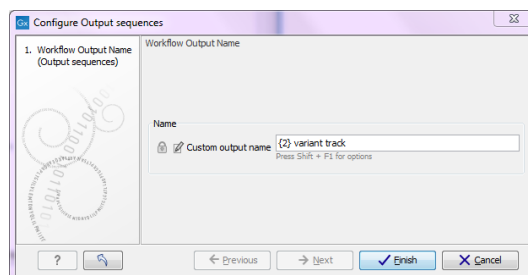 Gx Configure Output sequences
1. Workflow Output Name
(Output sequences)
Workflow Output Name
Name
Custom output name {2} variant track
Press Shift + F1 for options
? Previous Next Finish Cancel